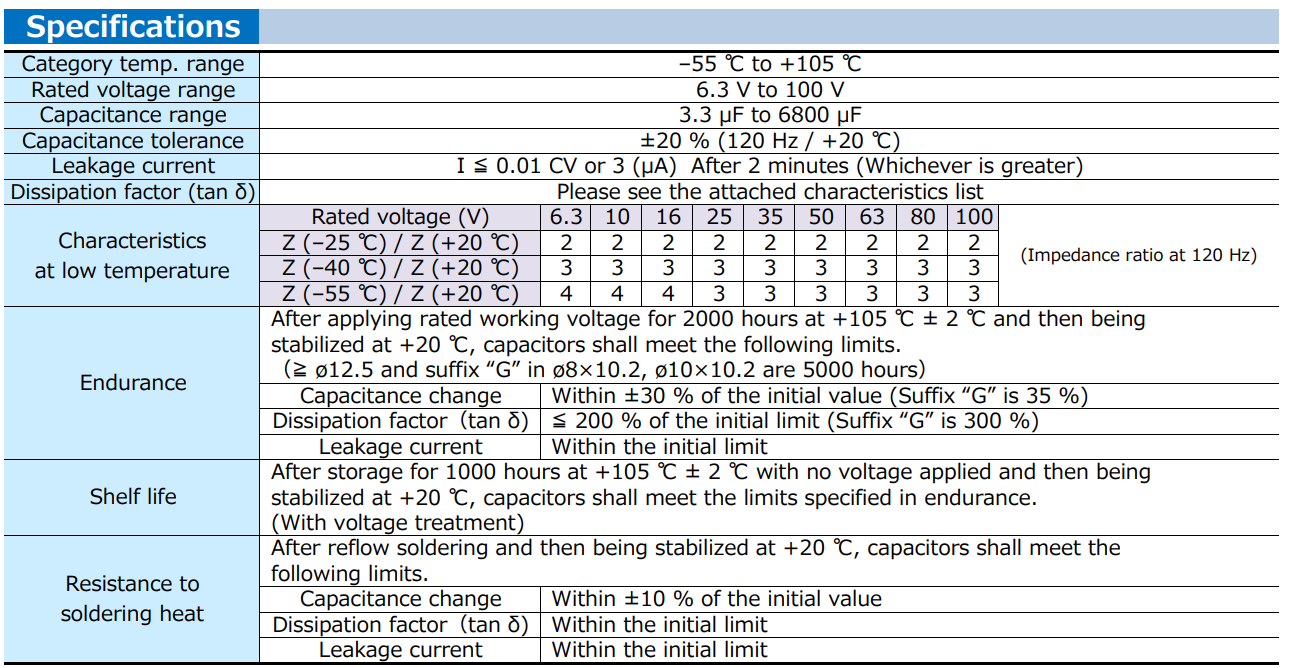 Specifications
Category temp. range –55 ℃ to +105 ℃
Rated voltage range 6.3 V to 100 V
Capacitance range 3.3 μF to 6800 μF
Capacitance tolerance ±20 % (120 Hz / +20 ℃)
Leakage current I ≦ 0.01 CV or 3 (μA) After 2 minutes (Whichever is greater)
Dissipation factor (tan δ) Please see the attached characteristics list
Characteristics
at low temperature
Rated voltage (V) 6.3 10 16 25 35 50 63 80 100
Z (–25 ℃) / Z (+20 ℃) 2 2 2 2 2 2 2 2 2
Z (–40 ℃) / Z (+20 ℃) 3 3 3 3 3 3 3 3 3
Z (–55 ℃) / Z (+20 ℃) 4 4 4 3 3 3 3 3 3
(Impedance ratio at 120 Hz)
Endurance
After applying rated working voltage for 2000 hours at +105 ℃ ± 2 ℃ and then being
stabilized at +20 ℃, capacitors shall meet the following limits.
（≧ ø12.5 and suffix “G” in ø8×10.2, ø10×10.2 are 5000 hours）
Capacitance change Within ±30 % of the initial value (Suffix “G” is 35 %)
Dissipation factor（tan δ) ≦ 200 % of the initial limit (Suffix “G” is 300 %)
Leakage current Within the initial limit
Shelf life
After storage for 1000 hours at +105 ℃ ± 2 ℃ with no voltage applied and then being
stabilized at +20 ℃, capacitors shall meet the limits specified in endurance.
(With voltage treatment)
Resistance to
soldering heat
After reflow soldering and then being stabilized at +20 ℃, capacitors shall meet the
following limits.
Capacitance change Within ±10 % of the initial value
Dissipation factor（tan δ) Within the initial limit
Leakage current Within the initial limit